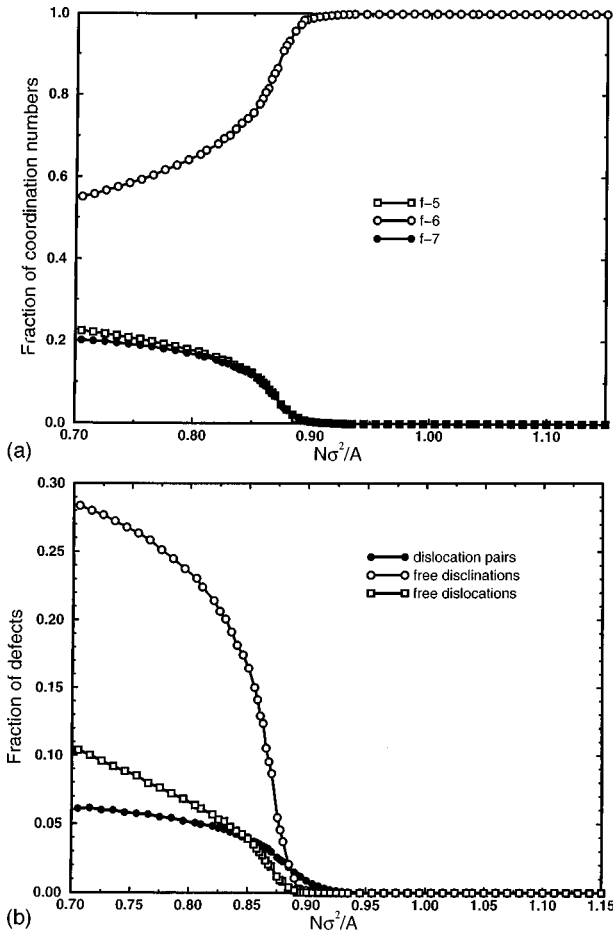 1.0
0.8
0.6
0.4
0.2
0.0
Fraction of coordination numbers
f−5
f−6
f−7
0.70
0.80
0.90
1.00
1.10
Nσ²/A
(a)
0.30
0.25
0.20
0.15
0.10
0.05
0.00
Fraction of defects
dislocation pairs
free disclinations
free dislocations
0.70
0.75
0.80
0.85
0.90
0.95
1.00
1.05
1.10
1.15
Nσ²/A
(b)